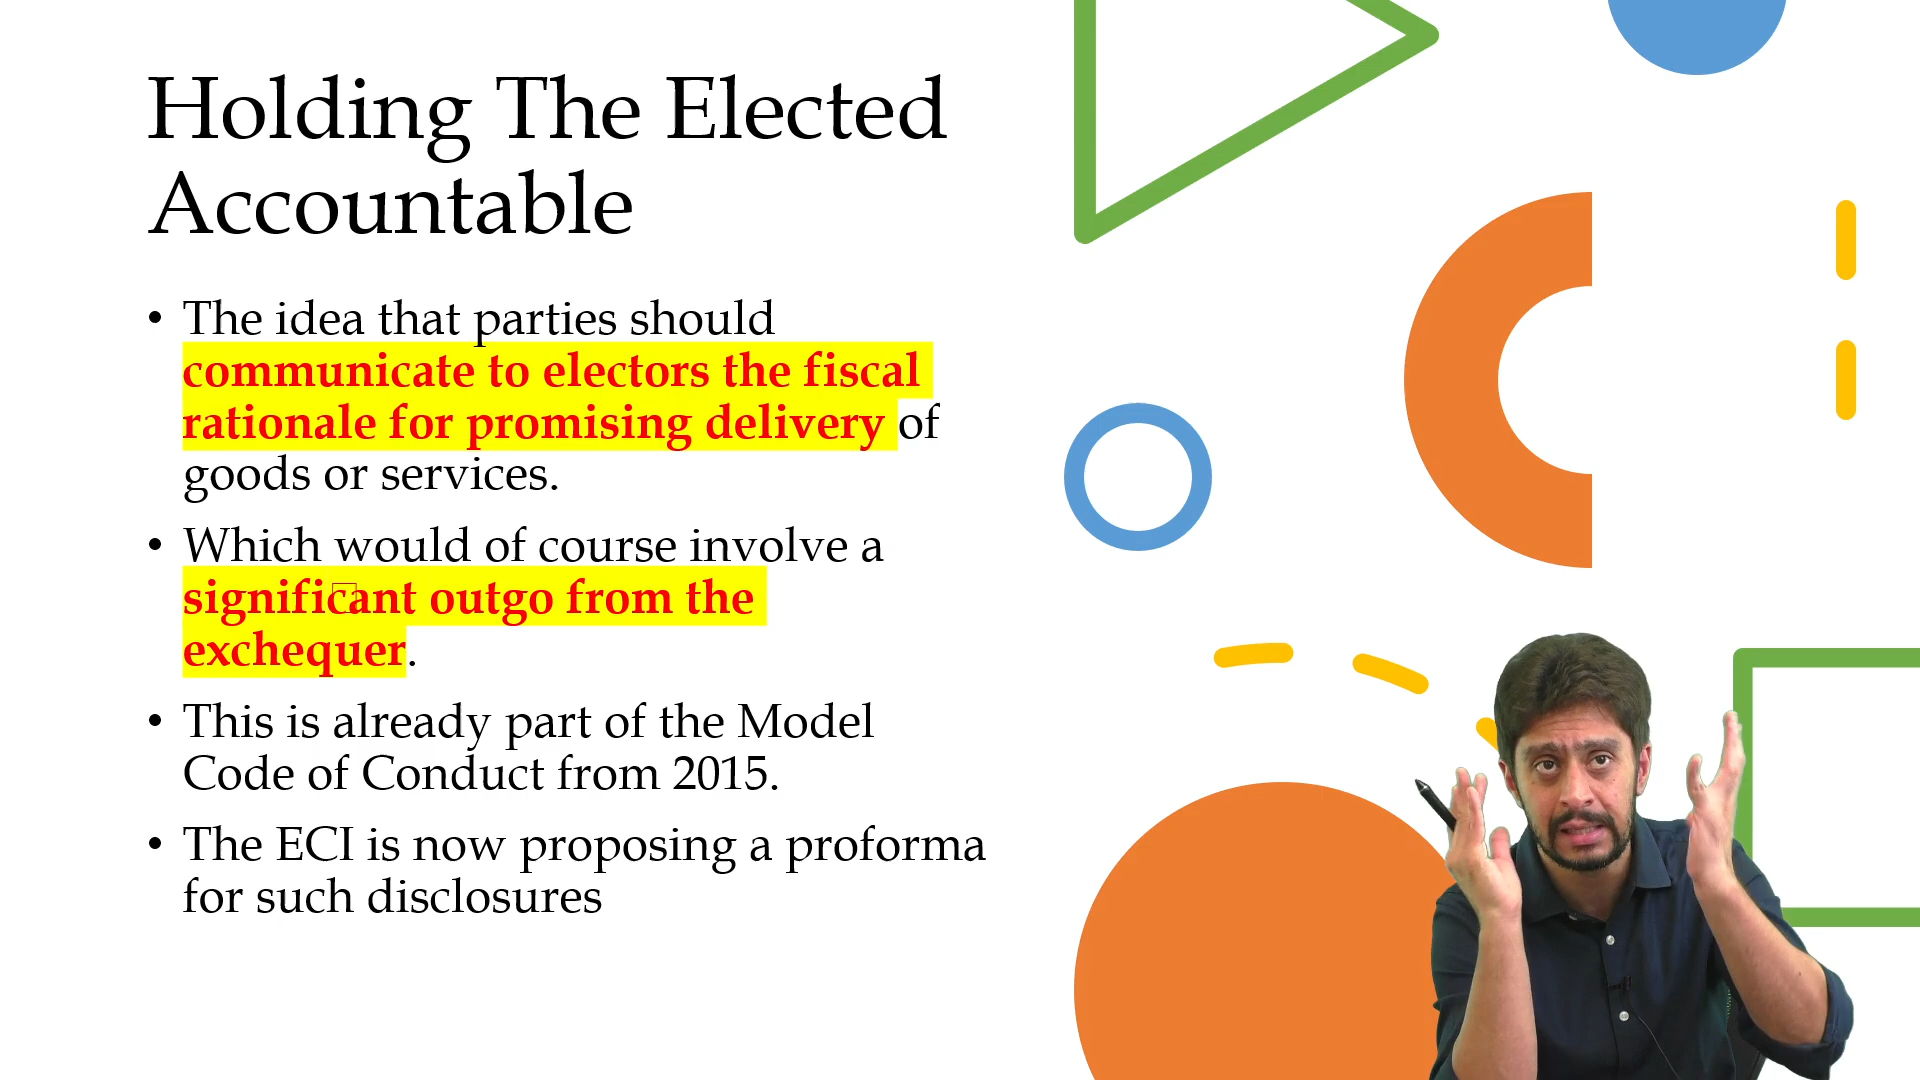 Holding The Elected
Accountable
• The idea that parties should
communicate to electors the fiscal
rationale for promising delivery of
goods or services.
• Which would of course involve a
significant outgo from the
exchequer.
• This is already part of the Model
Code of Conduct from 2015.
• The ECI is now proposing a proforma
for such disclosures